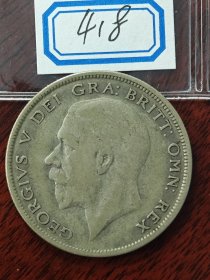 418
GEORGIVS V DEI GRA: BRITT: OMN: REX